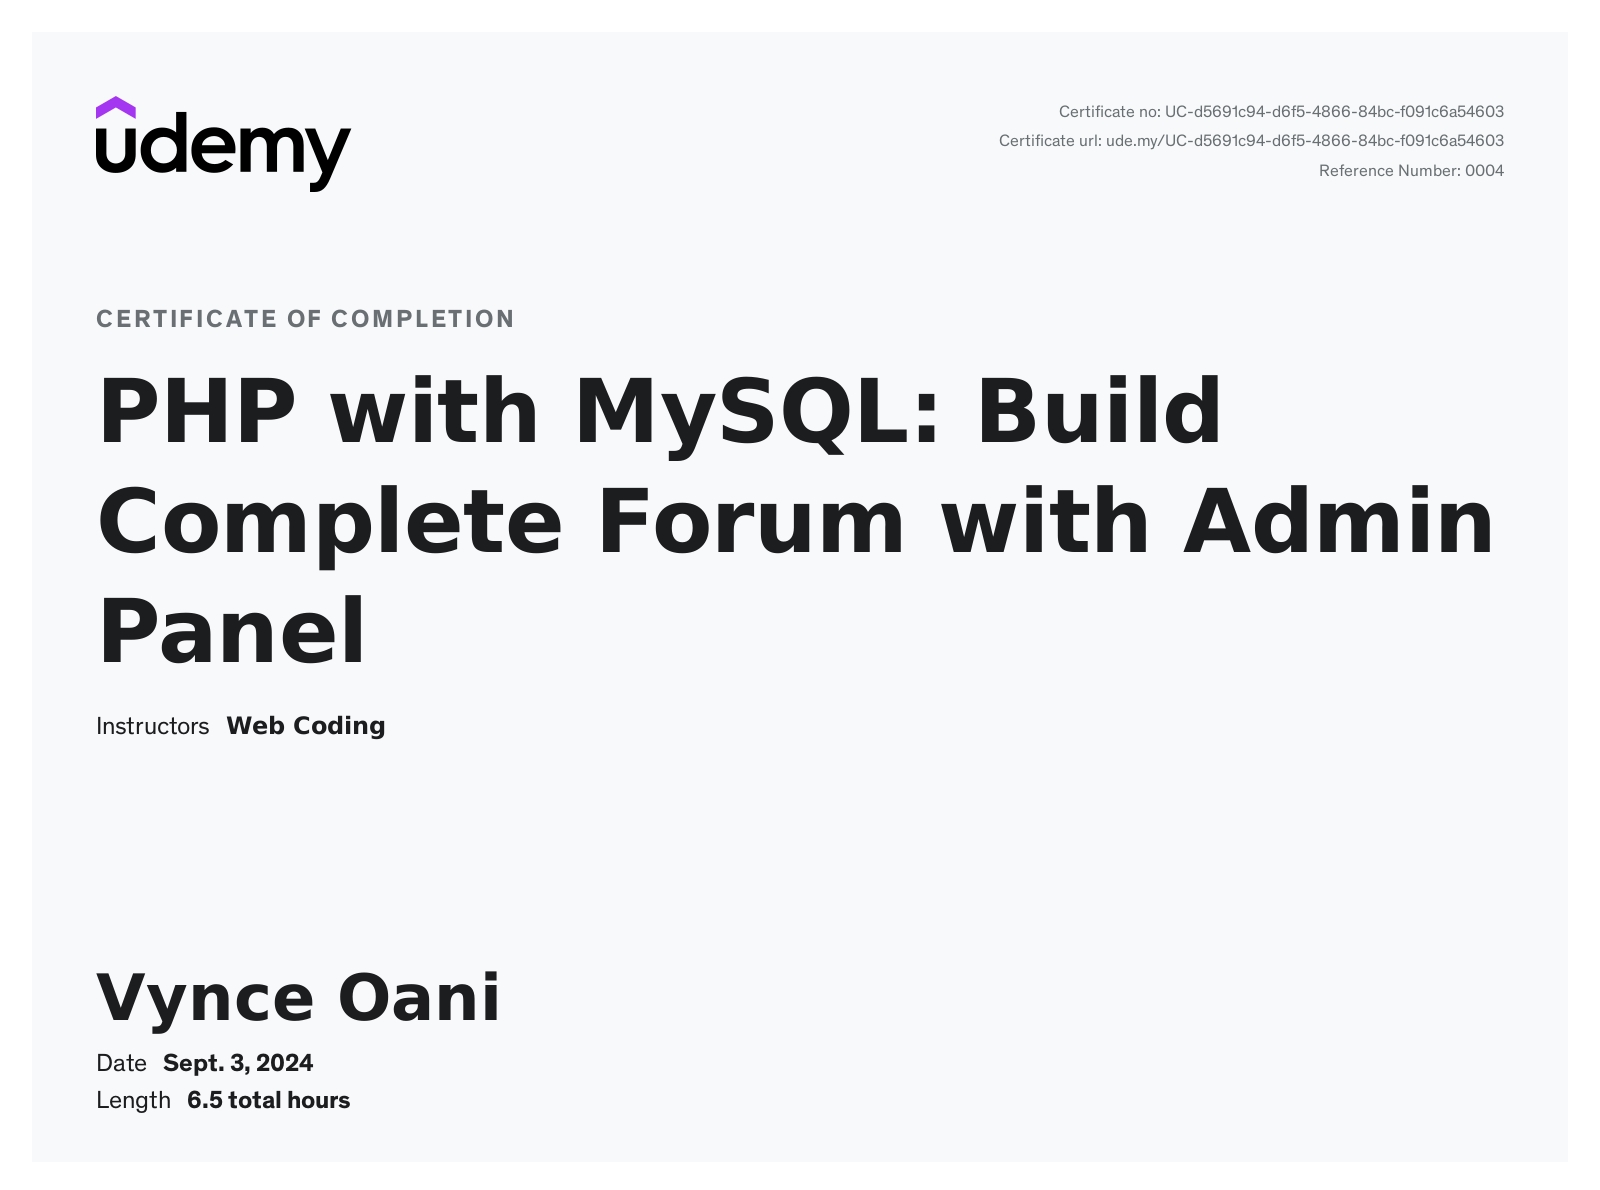 udemy
Certificate no: UC-d5691c94-d6f5-4866-84bc-f091c6a54603
Certificate url: ude.my/UC-d5691c94-d6f5-4866-84bc-f091c6a54603
Reference Number: 0004
CERTIFICATE OF COMPLETION
PHP with MySQL: Build
Complete Forum with Admin
Panel
Instructors Web Coding
Vynce Oani
Date Sept. 3, 2024
Length 6.5 total hours